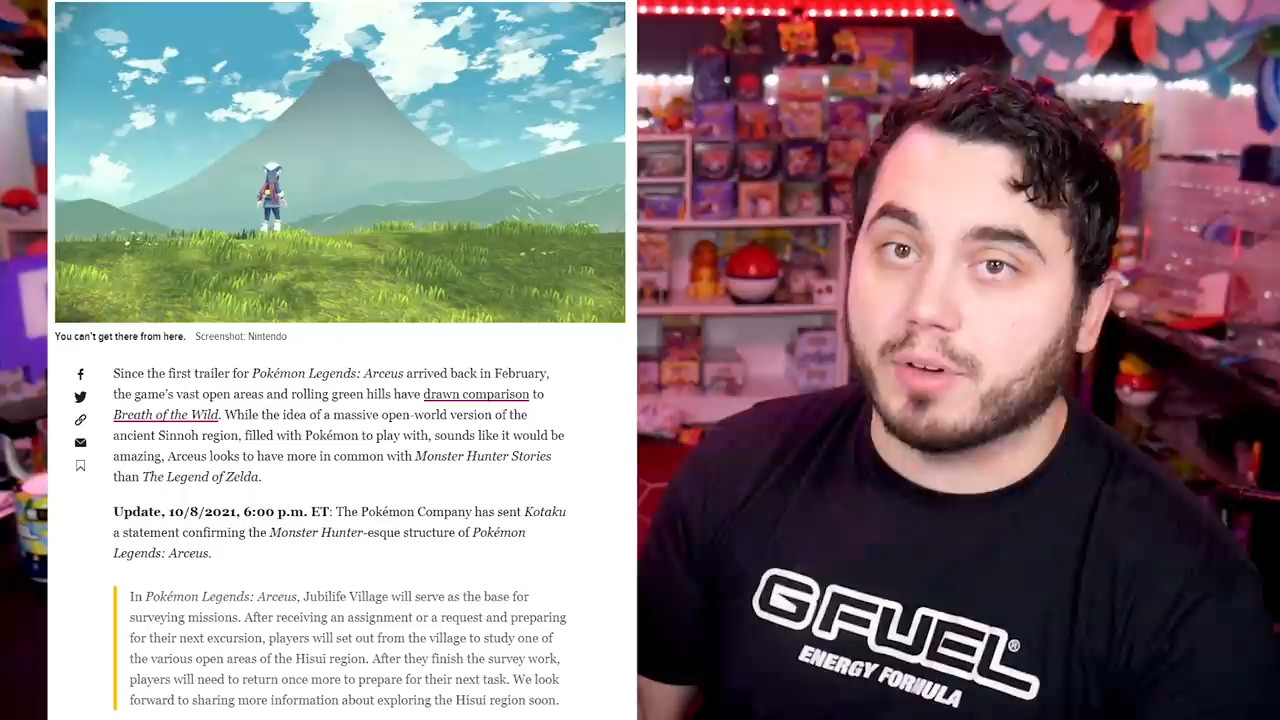 You can't get there from here. Screenshot: Nintendo
Since the first trailer for Pokémon Legends: Arceus arrived back in February,
the game's vast open areas and rolling green hills have drawn comparison to
Breath of the Wild. While the idea of a massive open-world version of the
ancient Sinnoh region, filled with Pokémon to play with, sounds like it would be
amazing, Arceus looks to have more in common with Monster Hunter Stories
than The Legend of Zelda.
Update, 10/8/2021, 6:00 p.m. ET: The Pokémon Company has sent Kotaku
a statement confirming the Monster Hunter-esque structure of Pokémon
Legends: Arceus.
In Pokémon Legends: Arceus, Jubilife Village will serve as the base for
surveying missions. After receiving an assignment or a request and preparing
for their next excursion, players will set out from the village to study one of
the various open areas of the Hisui region. After they finish the survey work,
players will need to return once more to prepare for their next task. We look
forward to sharing more information about exploring the Hisui region soon.
G FUEL®
ENERGY FORMULA